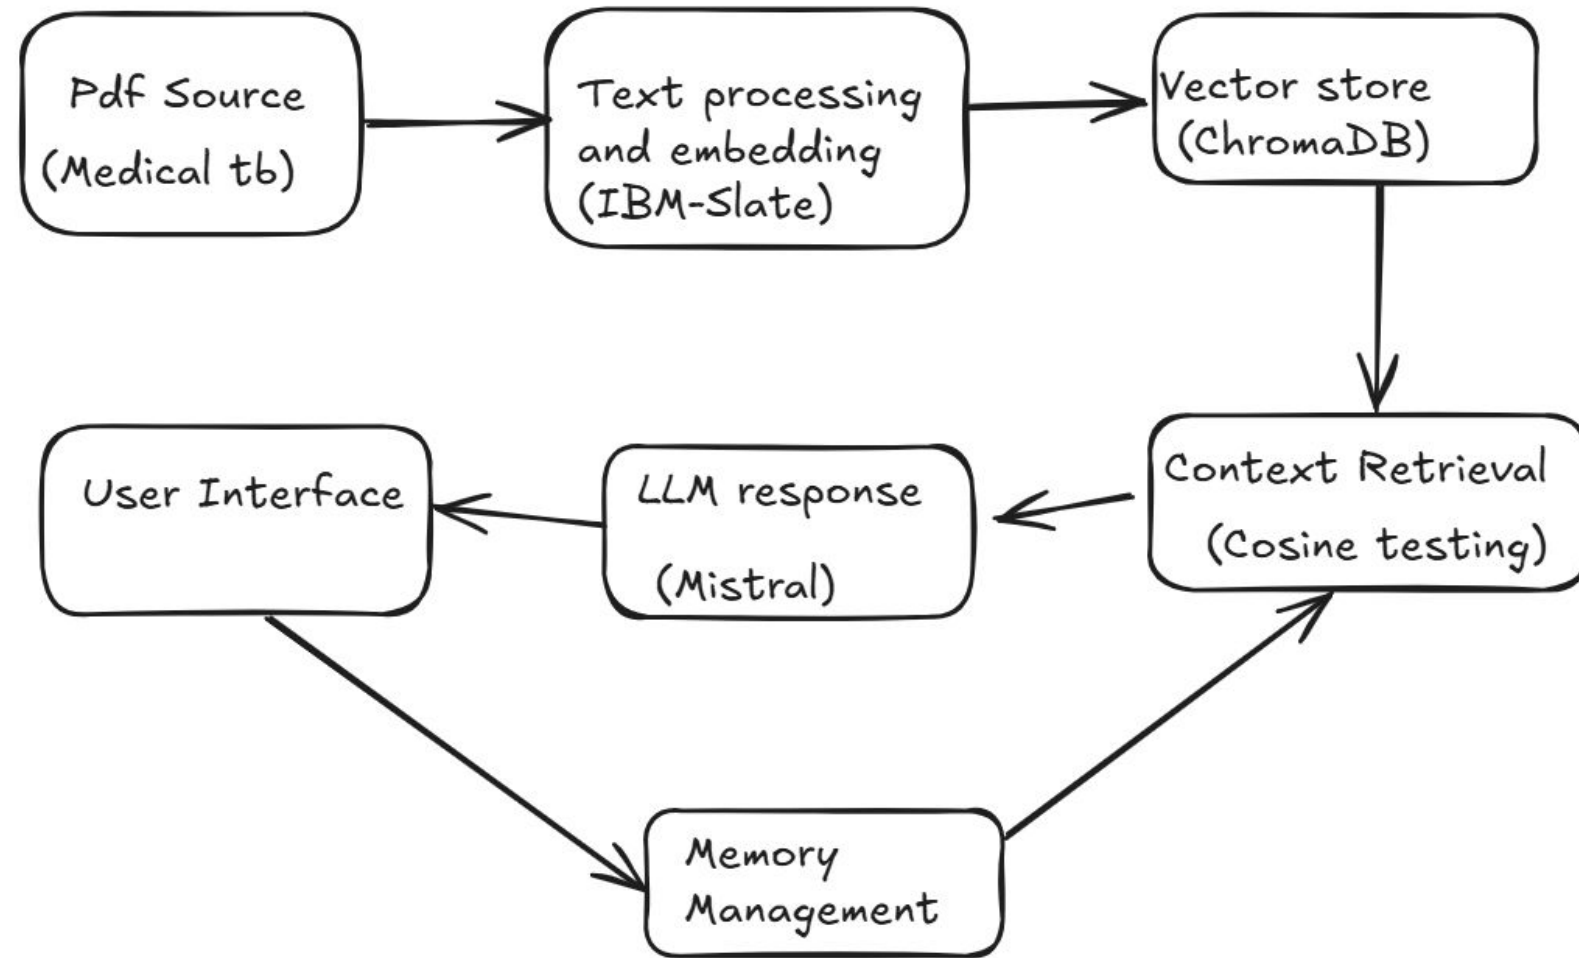 Pdf Source
(Medical tb)
Text processing
and embedding
(IBM-Slate)
Vector store
(ChromaDB)
User Interface
LLM response
(Mistral)
Context Retrieval
(Cosine testing)
Memory
Management